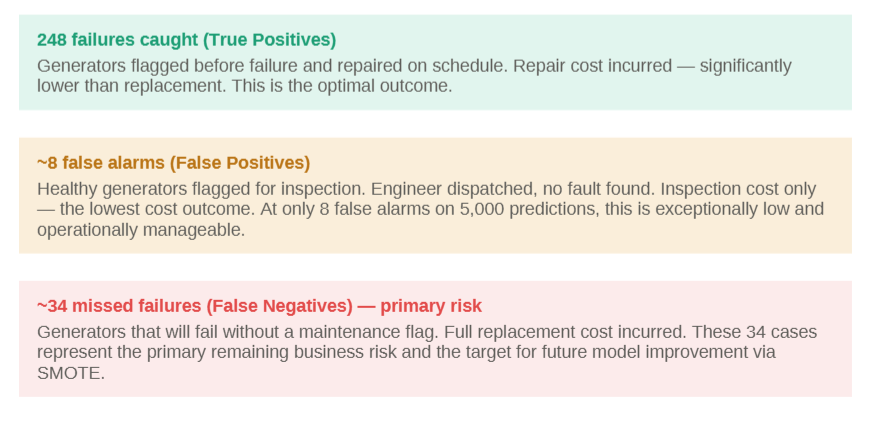 248 failures caught (True Positives)
Generators flagged before failure and repaired on schedule. Repair cost incurred — significantly
lower than replacement. This is the optimal outcome.
~8 false alarms (False Positives)
Healthy generators flagged for inspection. Engineer dispatched, no fault found. Inspection cost only
— the lowest cost outcome. At only 8 false alarms on 5,000 predictions, this is exceptionally low and
operationally manageable.
~34 missed failures (False Negatives) — primary risk
Generators that will fail without a maintenance flag. Full replacement cost incurred. These 34 cases
represent the primary remaining business risk and the target for future model improvement via
SMOTE.